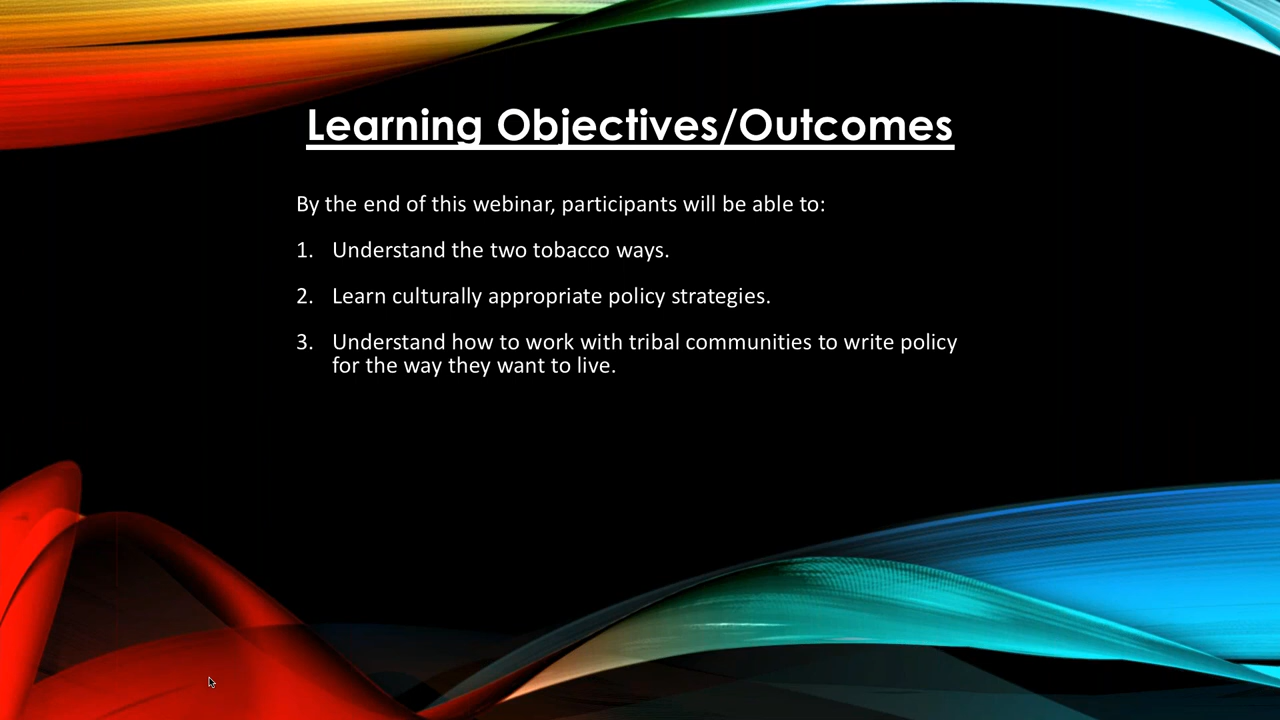 Learning Objectives/Outcomes
By the end of this webinar, participants will be able to:
1. Understand the two tobacco ways.
2. Learn culturally appropriate policy strategies.
3. Understand how to work with tribal communities to write policy
for the way they want to live.